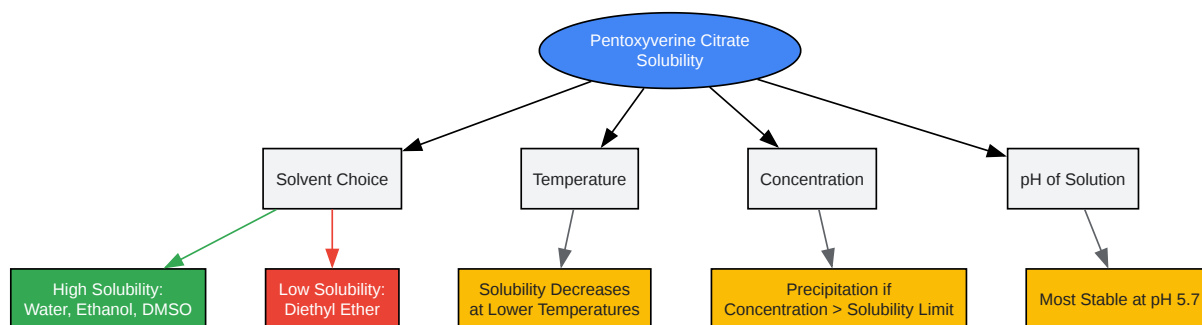 Pentoxyverine Citrate
Solubility
Solvent Choice
Temperature
Concentration
pH of Solution
High Solubility:
Water, Ethanol, DMSO
Low Solubility:
Diethyl Ether
Solubility Decreases
at Lower Temperatures
Precipitation if
Concentration > Solubility Limit
Most Stable at pH 5.7